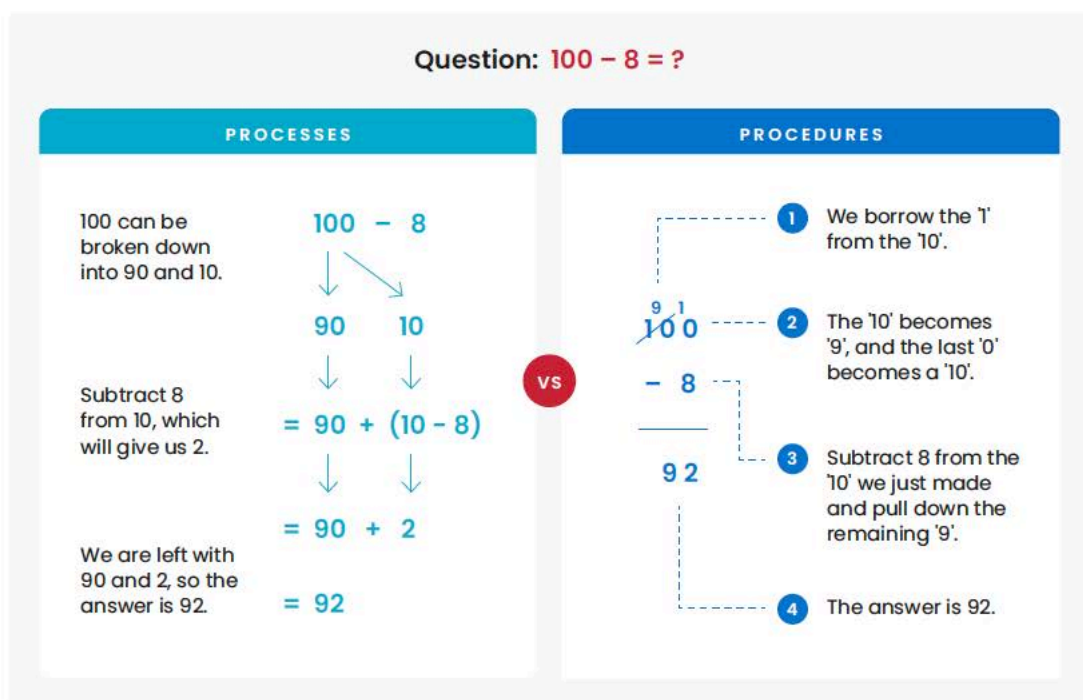 Question: 100 – 8 = ?
PROCESSES
100 can be
broken down
into 90 and 10.
100 – 8
90 10
Subtract 8
from 10, which
will give us 2.
= 90 + (10 - 8)
= 90 + 2
We are left with
90 and 2, so the
answer is 92.
= 92
VS
PROCEDURES
1 We borrow the '1'
from the '10'.
9 1
100
2 The '10' becomes
'9', and the last '0'
becomes a '10'.
– 8
3 Subtract 8 from the
'10' we just made
and pull down the
remaining '9'.
92
4 The answer is 92.